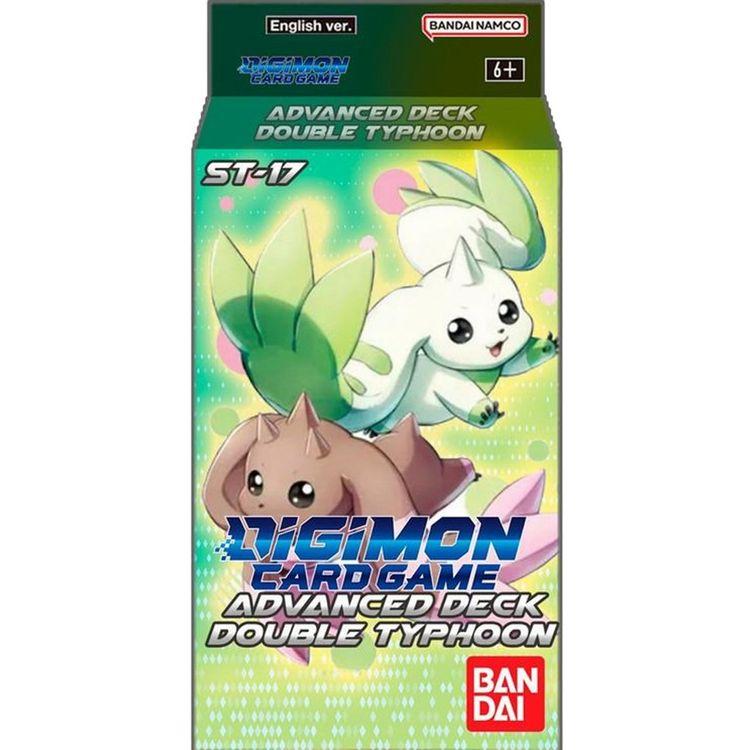 English ver.
BANDAI NAMCO
DIGIMON
CARD GAME
6+
ADVANCED DECK
DOUBLE TYPHOON
ST-17
DIGIMON
CARD GAME
ADVANCED DECK
DOUBLE TYPHOON
BAN
DAI